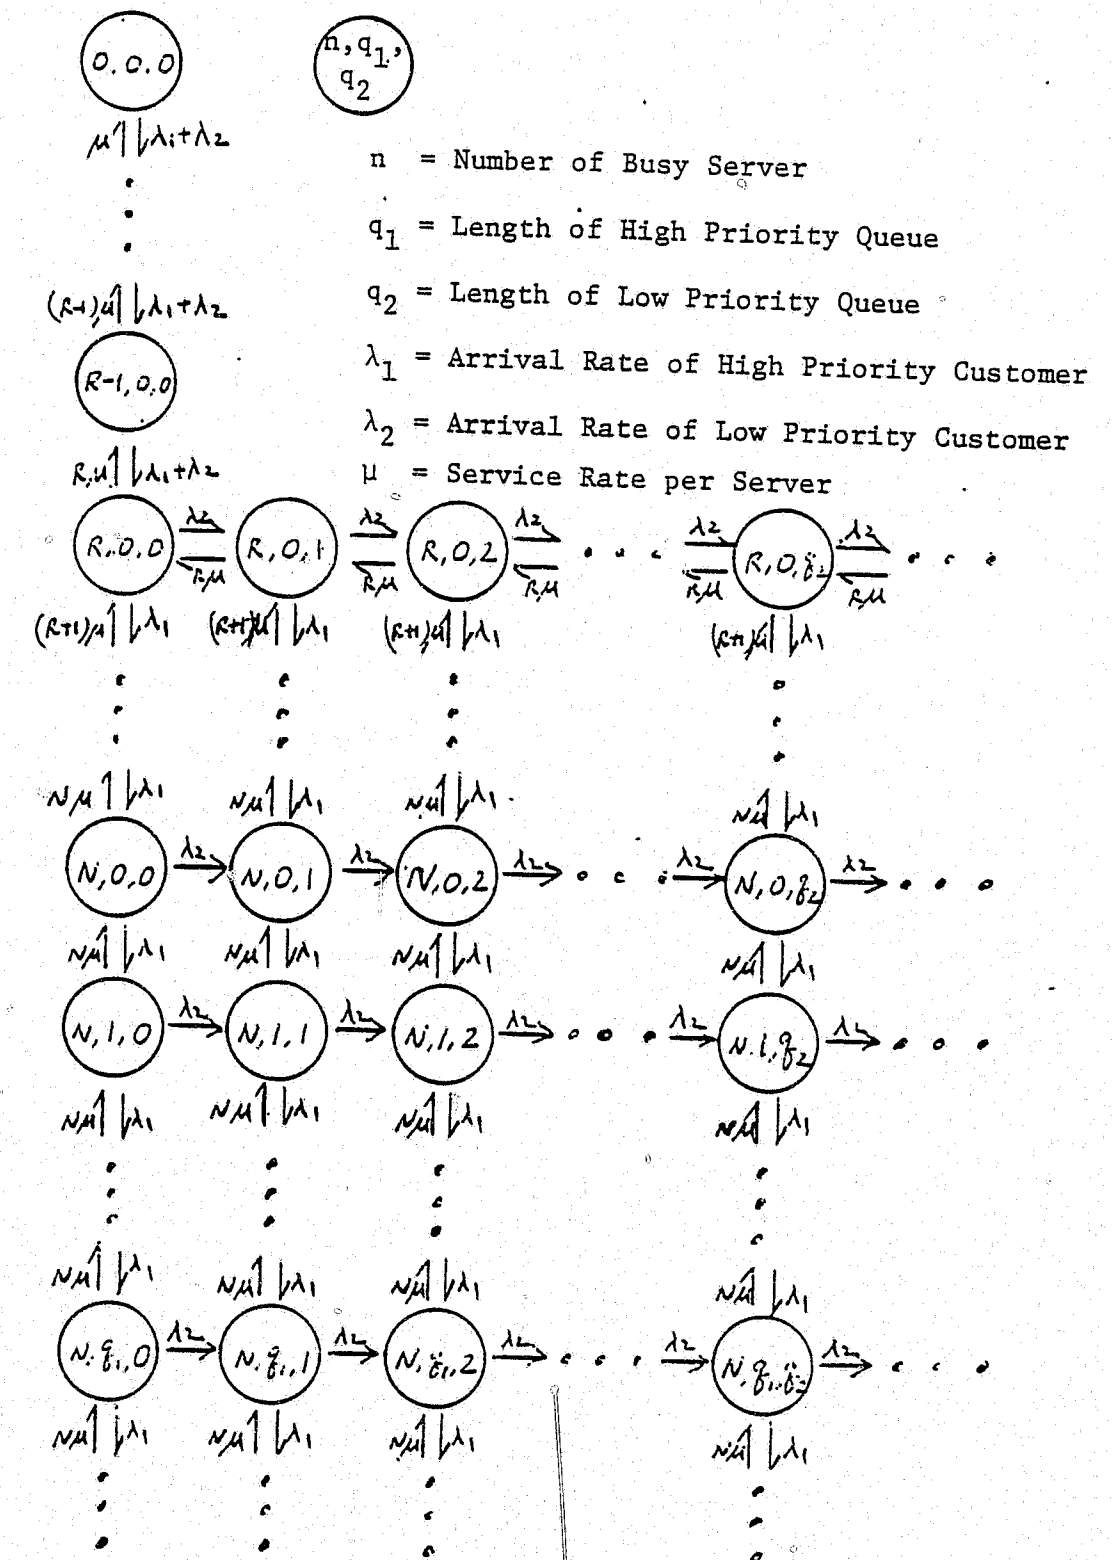 0,0,0
n,q₁,
q₂
μ λ₁+λ₂
n = Number of Busy Server
q₁ = Length of High Priority Queue
q₂ = Length of Low Priority Queue
(R-1)μ λ₁+λ₂
λ₁ = Arrival Rate of High Priority Customer
R-1,0,0
λ₂ = Arrival Rate of Low Priority Customer
Rμ λ₁+λ₂
μ = Service Rate per Server
R,0,0 λ₂ Rμ R,0,1 λ₂ Rμ R,0,2 λ₂ Rμ . . . λ₂ Rμ R,0,q₂ λ₂ Rμ . . .
(R+1)μ λ₁ (R+1)μ λ₁ (R+1)μ λ₁ (R+1)μ λ₁
Nμ λ₁ Nμ λ₁ Nμ λ₁ Nμ λ₁
N,0,0 λ₂ N,0,1 λ₂ N,0,2 λ₂ . . . λ₂ N,0,q₂ λ₂ . . .
Nμ λ₁ Nμ λ₁ Nμ λ₁ Nμ λ₁
N,1,0 λ₂ N,1,1 λ₂ N,1,2 λ₂ . . . λ₂ N,1,q₂ λ₂ . . .
Nμ λ₁ Nμ λ₁ Nμ λ₁ Nμ λ₁
Nμ λ₁ Nμ λ₁ Nμ λ₁ Nμ λ₁
N,q₁,0 λ₂ N,q₁,1 λ₂ N,q₁,2 λ₂ . . . λ₂ N,q₁,q₂ λ₂ . . .
Nμ λ₁ Nμ λ₁ Nμ λ₁ Nμ λ₁